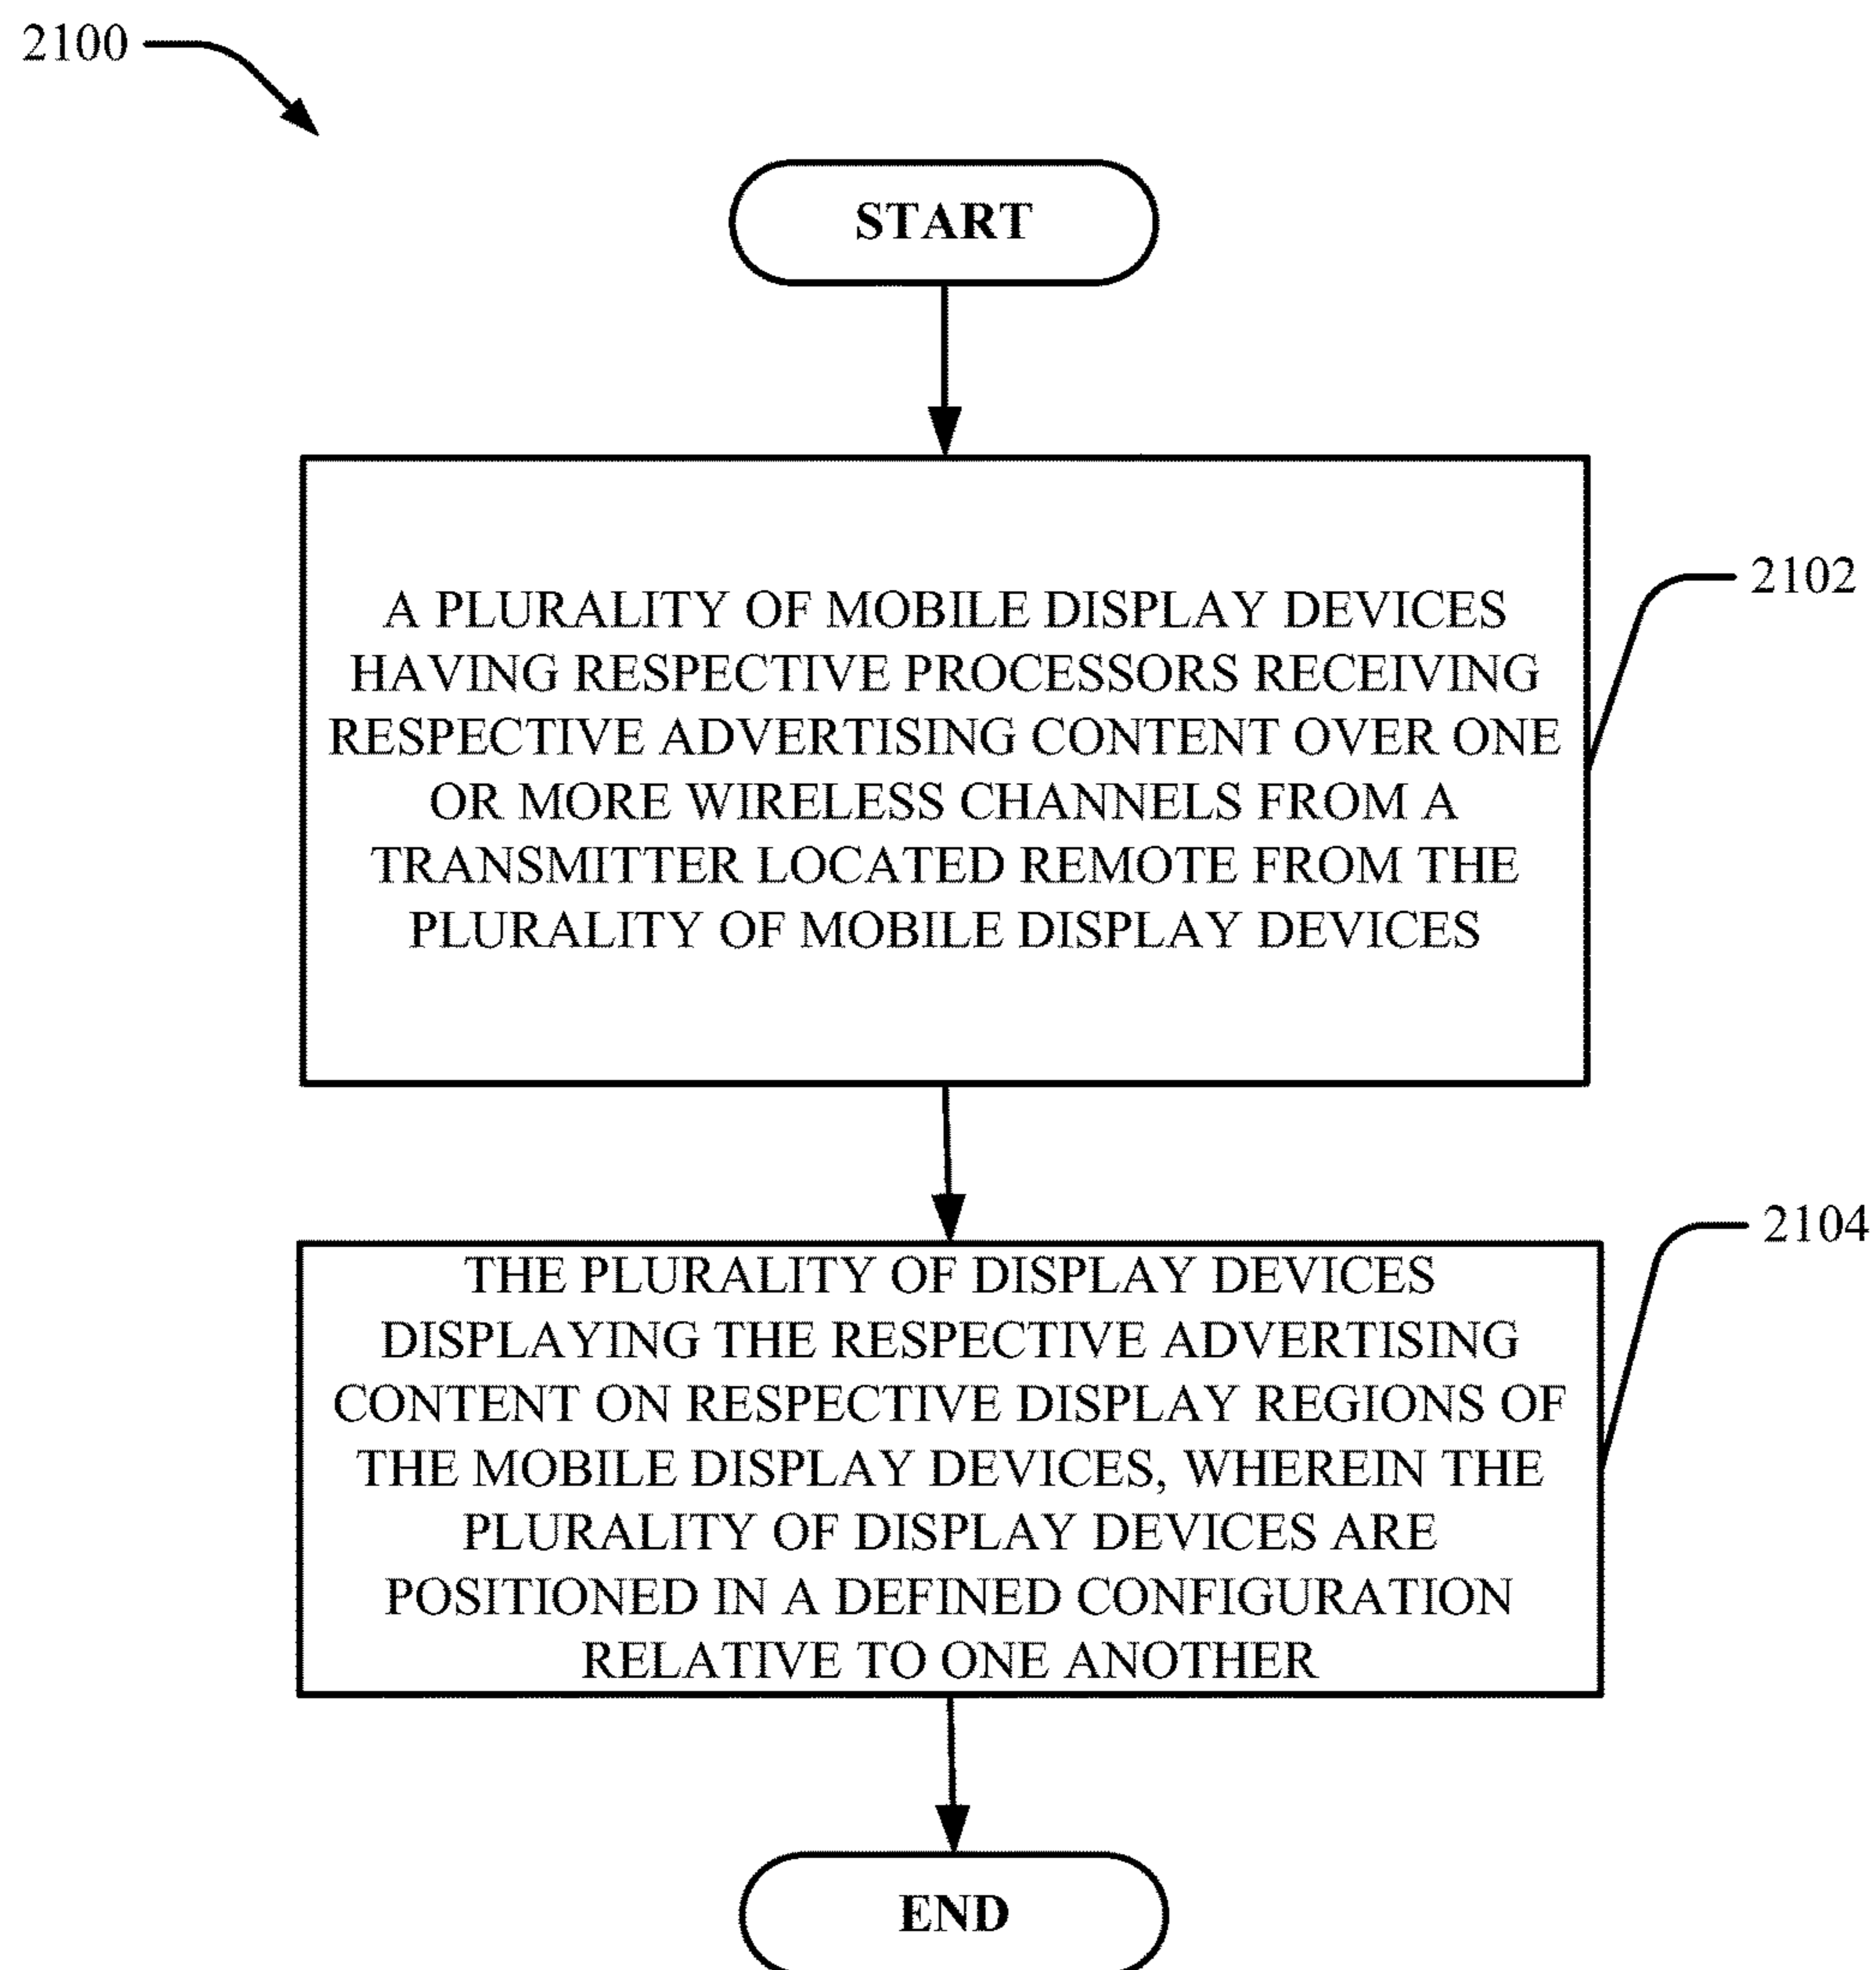 2100
START
A PLURALITY OF MOBILE DISPLAY DEVICES
HAVING RESPECTIVE PROCESSORS RECEIVING
RESPECTIVE ADVERTISING CONTENT OVER ONE
OR MORE WIRELESS CHANNELS FROM A
TRANSMITTER LOCATED REMOTE FROM THE
PLURALITY OF MOBILE DISPLAY DEVICES
2102
THE PLURALITY OF DISPLAY DEVICES
DISPLAYING THE RESPECTIVE ADVERTISING
CONTENT ON RESPECTIVE DISPLAY REGIONS OF
THE MOBILE DISPLAY DEVICES, WHEREIN THE
PLURALITY OF DISPLAY DEVICES ARE
POSITIONED IN A DEFINED CONFIGURATION
RELATIVE TO ONE ANOTHER
2104
END